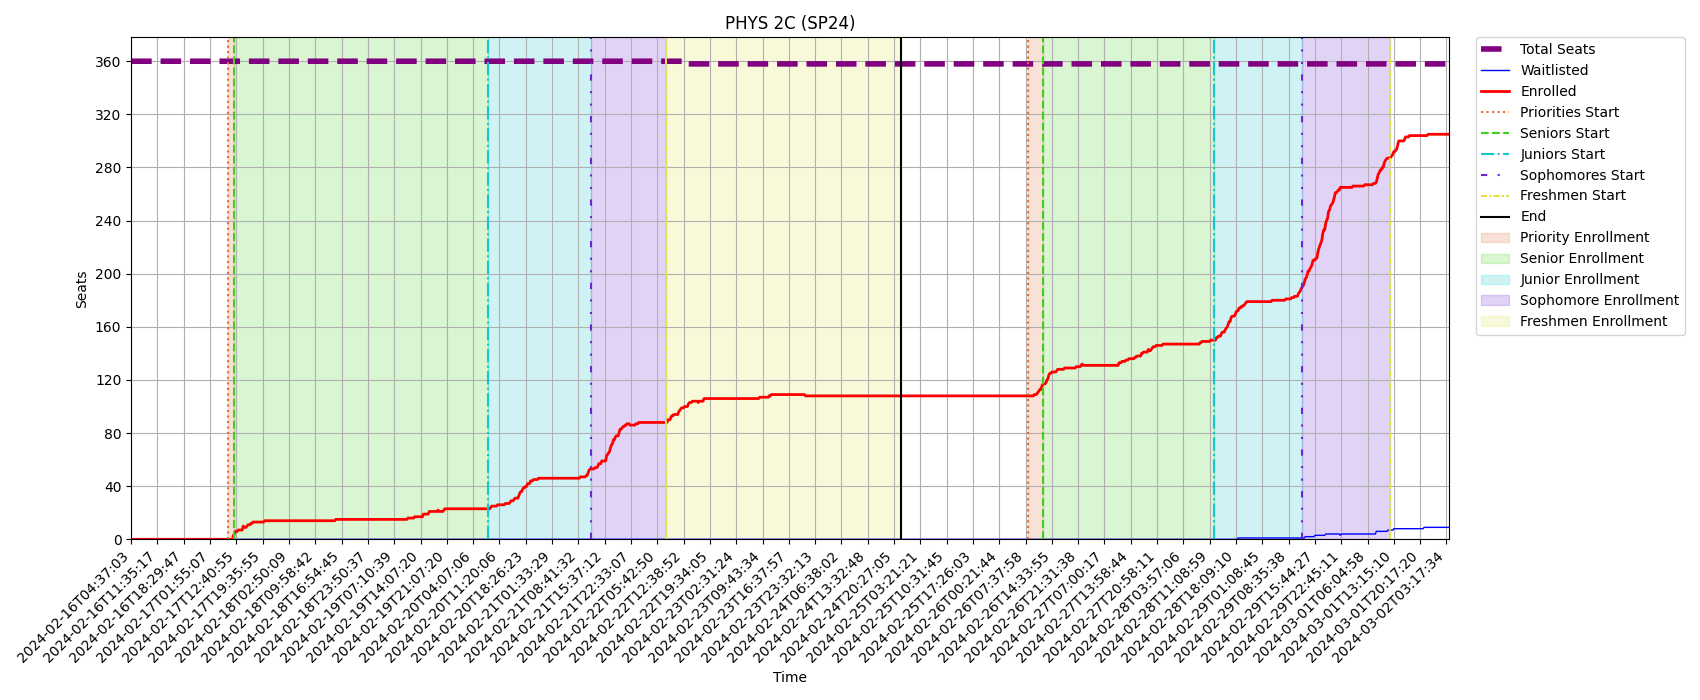 PHYS 2C (SP24)
Seats
360
320
280
240
200
160
120
80
40
0
2024-02-16T04:37:03
2024-02-16T11:35:17
2024-02-16T18:29:47
2024-02-17T01:55:07
2024-02-17T12:40:55
2024-02-17T19:35:55
2024-02-18T02:50:09
2024-02-18T09:58:42
2024-02-18T16:54:45
2024-02-18T23:50:37
2024-02-19T07:10:39
2024-02-19T14:07:20
2024-02-19T21:07:20
2024-02-20T04:07:06
2024-02-20T11:20:06
2024-02-20T18:26:23
2024-02-21T01:33:29
2024-02-21T08:41:32
2024-02-21T15:37:12
2024-02-21T22:33:07
2024-02-22T05:42:50
2024-02-22T12:38:52
2024-02-22T19:34:05
2024-02-23T02:31:24
2024-02-23T09:43:34
2024-02-23T16:37:57
2024-02-23T23:32:13
2024-02-24T06:38:02
2024-02-24T13:32:48
2024-02-24T20:27:05
2024-02-25T03:21:21
2024-02-25T10:31:45
2024-02-25T17:26:03
2024-02-26T00:21:44
2024-02-26T07:37:58
2024-02-26T14:33:55
2024-02-26T21:31:38
2024-02-27T07:00:17
2024-02-27T13:58:44
2024-02-27T20:58:11
2024-02-28T03:57:06
2024-02-28T11:08:59
2024-02-28T18:09:10
2024-02-29T01:08:45
2024-02-29T08:35:38
2024-02-29T15:44:27
2024-02-29T22:45:11
2024-03-01T06:04:58
2024-03-01T13:15:10
2024-03-01T20:17:20
2024-03-02T03:17:34
Time
Total Seats
Waitlisted
Enrolled
Priorities Start
Seniors Start
Juniors Start
Sophomores Start
Freshmen Start
End
Priority Enrollment
Senior Enrollment
Junior Enrollment
Sophomore Enrollment
Freshmen Enrollment